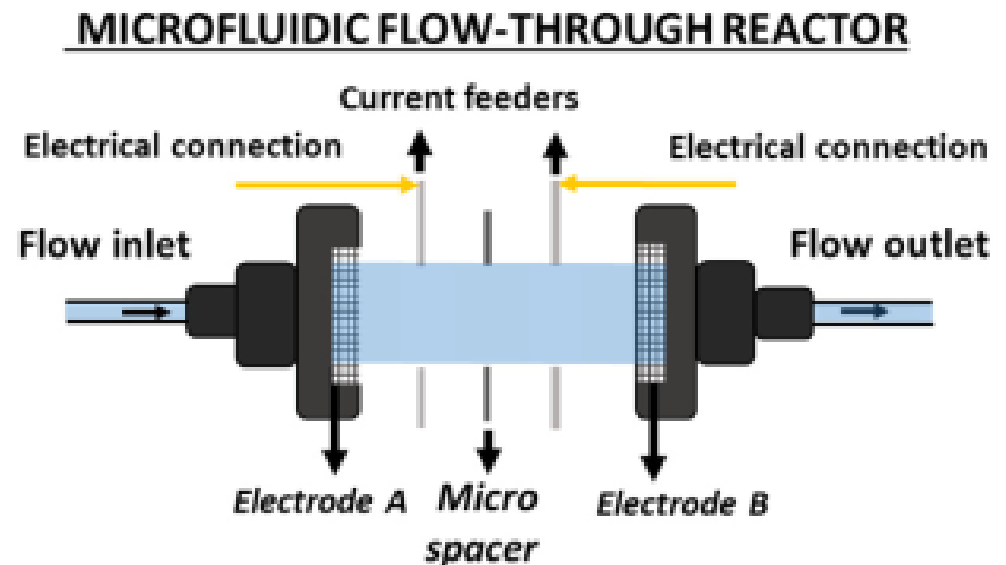 MICROFLUIDIC FLOW-THROUGH REACTOR
Current feeders
Electrical connection
Electrical connection
Flow inlet
Flow outlet
Electrode A
Micro
spacer
Electrode B